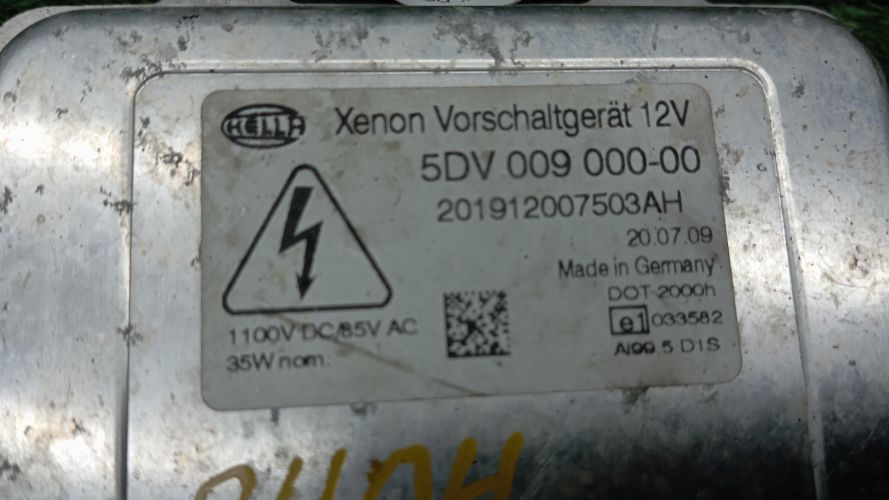 HELLA Xenon Vorschaltgerät 12V
5DV 009 000-00
201912007503AH
20.07.09
Made in Germany
DOT 2000h
e1 033582
Al99.5 D1S
1100V DC/85V AC
35W nom.